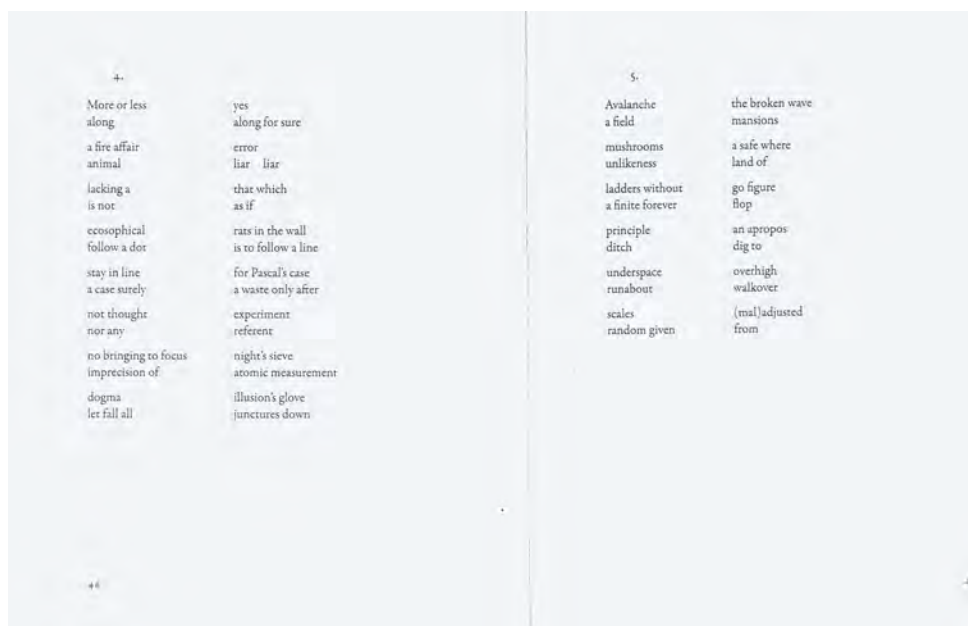 4.
More or less yes
along along for sure
a fire affair error
animal liar liar
lacking a that which
is not as if
ecosophical rats in the wall
follow a dot is to follow a line
stay in line for Pascal's case
a case surely a waste only after
not thought experiment
nor any referent
no bringing to focus night's sieve
imprecision of atomic measurement
dogma illusion's glove
let fall all junctures down
46
5.
Avalanche the broken wave
a field mansions
mushrooms a safe where
unlikeness land of
ladders without go figure
a finite forever flop
principle an apropos
ditch dig to
underspace overhigh
runabout walkover
scales (mal)adjusted
random given from